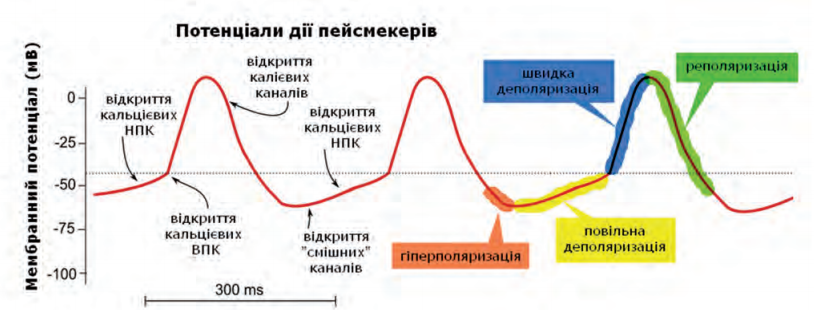 Потенціали дії пейсмекерів
Мембранний потенціал (мВ)
0
-25
-50
-75
-100
відкриття
кальцієвих
НПК
відкриття
калієвих
каналів
відкриття
кальцієвих
НПК
відкриття
кальцієвих
ВПК
відкриття
"смішних"
каналів
швидка
деполяризація
реполяризація
гіперполяризація
повільна
деполяризація
300 ms